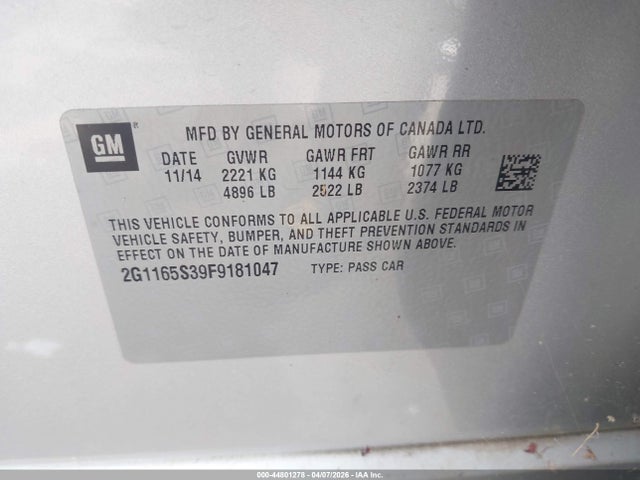 GM
MFD BY GENERAL MOTORS OF CANADA LTD.
DATE GVWR GAWR FRT GAWR RR
11/14 2221 KG 1144 KG 1077 KG
4896 LB 2522 LB 2374 LB
THIS VEHICLE CONFORMS TO ALL APPLICABLE U.S. FEDERAL MOTOR
VEHICLE SAFETY, BUMPER, AND THEFT PREVENTION STANDARDS IN
EFFECT ON THE DATE OF MANUFACTURE SHOWN ABOVE.
2G1165S39F9181047 TYPE: PASS CAR
000-44801278 - 04/07/2026 - IAA, Inc.